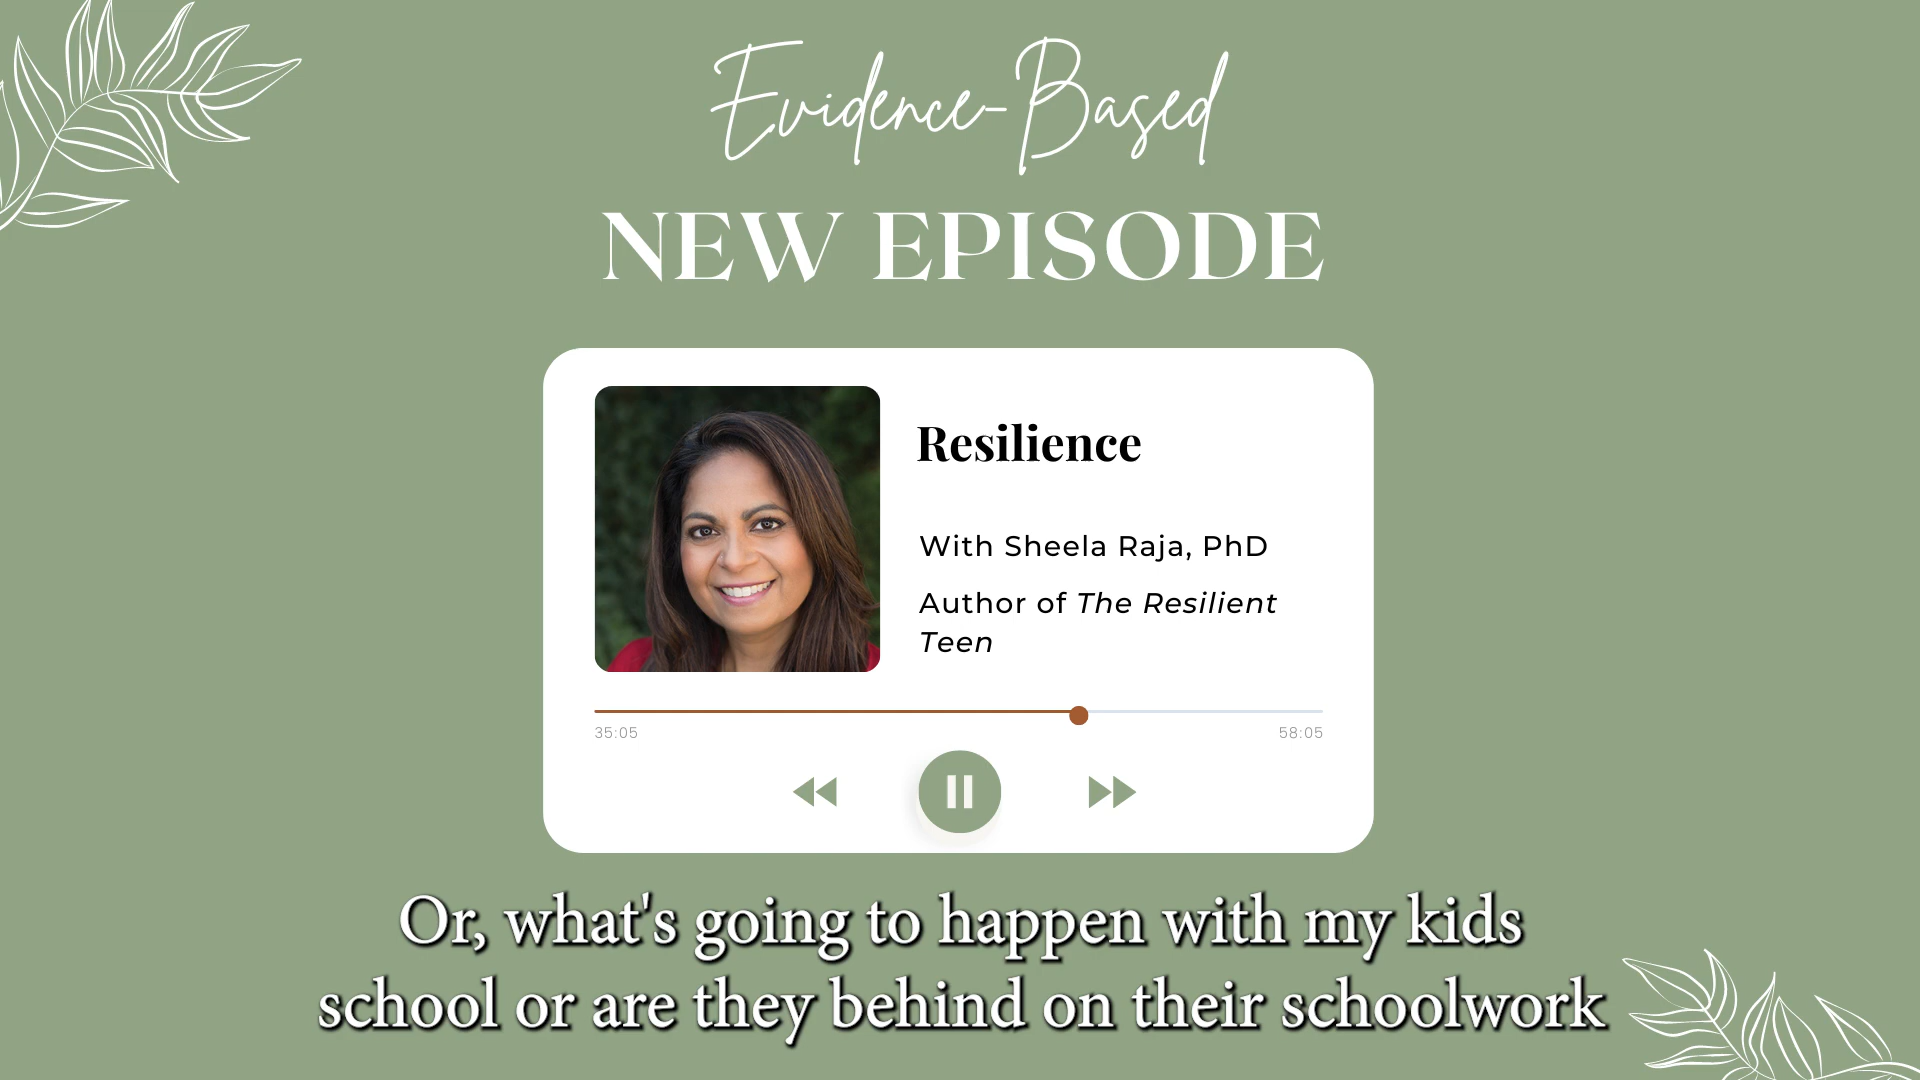 Evidence-Based
NEW EPISODE
Resilience
With Sheela Raja, PhD
Author of The Resilient
Teen
35:05
58:05
Or, what's going to happen with my kids
school or are they behind on their schoolwork